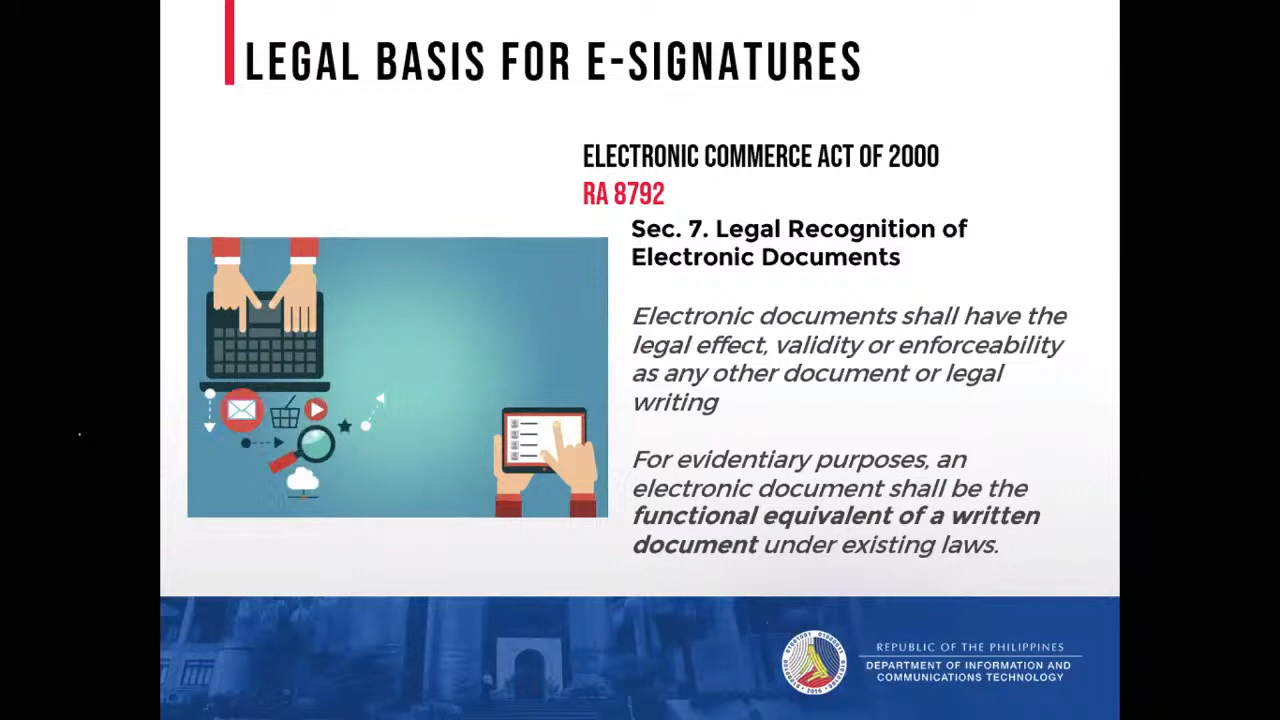 LEGAL BASIS FOR E-SIGNATURES
ELECTRONIC COMMERCE ACT OF 2000
RA 8792
Sec. 7. Legal Recognition of
Electronic Documents
Electronic documents shall have the
legal effect, validity or enforceability
as any other document or legal
writing
For evidentiary purposes, an
electronic document shall be the
functional equivalent of a written
document under existing laws.
REPUBLIC OF THE PHILIPPINES
DEPARTMENT OF INFORMATION AND
COMMUNICATIONS TECHNOLOGY